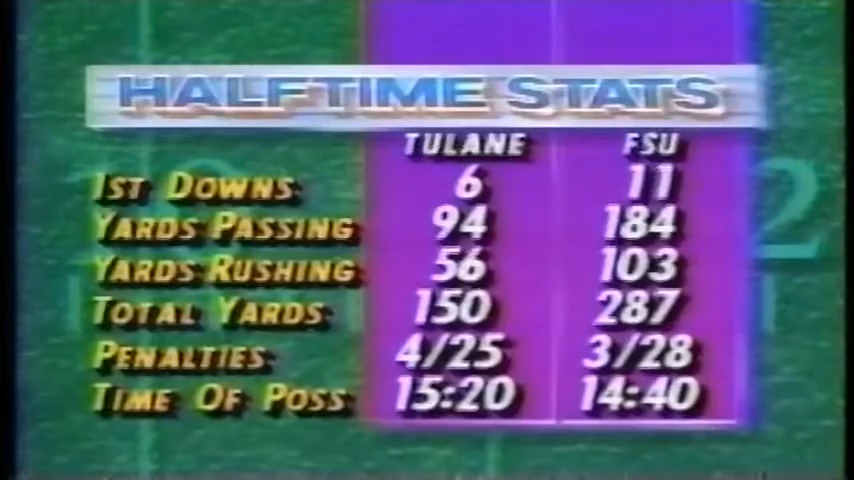 HALFTIME STATS
TULANE FSU
1ST DOWNS 6 11
YARDS PASSING 94 184
YARDS RUSHING 56 103
TOTAL YARDS 150 287
PENALTIES 4/25 3/28
TIME OF POSS 15:20 14:40
2